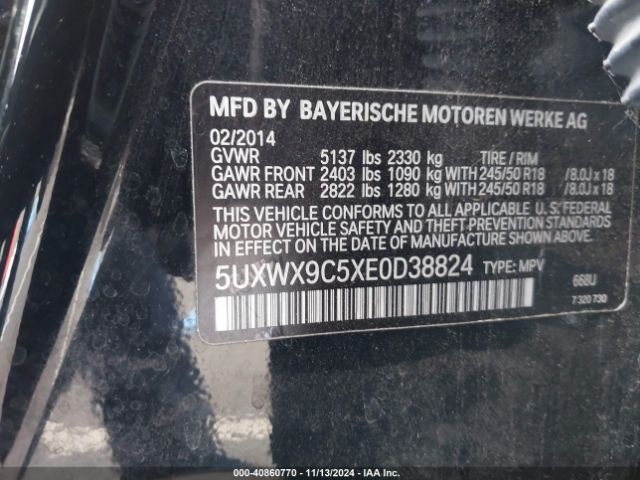 MFD BY BAYERISCHE MOTOREN WERKE AG
02/2014
GVWR 5137 lbs 2330 kg TIRE / RIM
GAWR FRONT 2403 lbs 1090 kg WITH 245/50 R18 /8.0J x 18
GAWR REAR 2822 lbs 1280 kg WITH 245/50 R18 /8.0J x 18
THIS VEHICLE CONFORMS TO ALL APPLICABLE U.S. FEDERAL
MOTOR VEHICLE SAFETY AND THEFT PREVENTION STANDARDS
IN EFFECT ON THE DATE OF MANUFACTURE SHOWN ABOVE.
5UXWX9C5XE0D38824 TYPE: MPV
668U
7 320 730
000-40860770 - 11/13/2024 - IAA Inc.